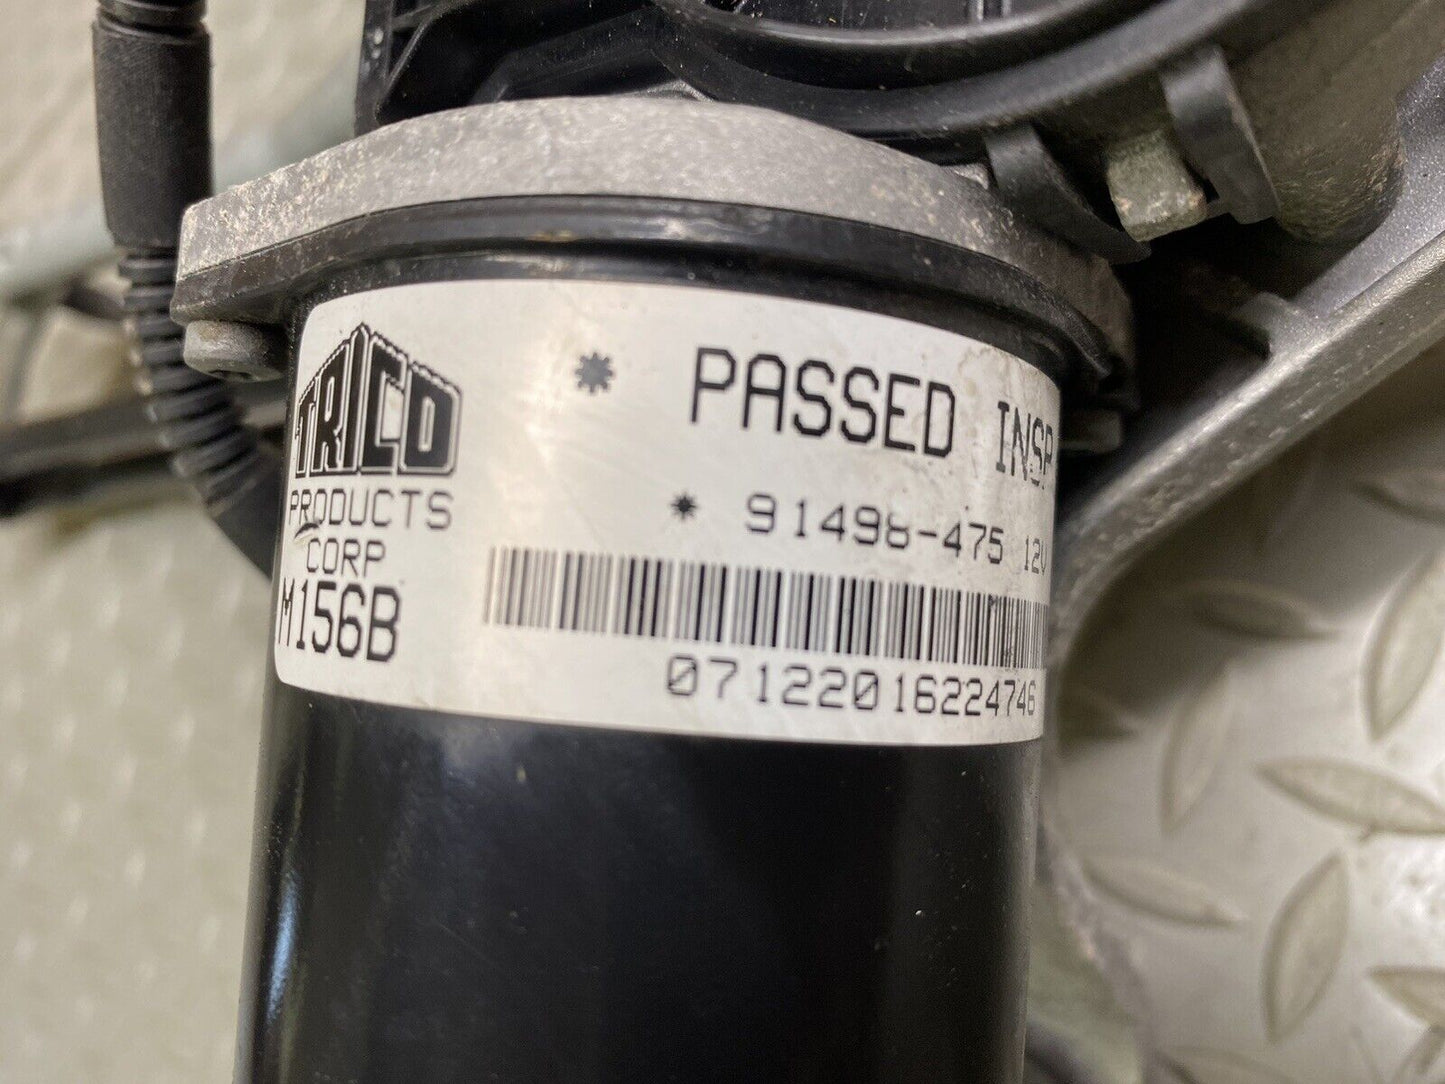 TRICO
PRODUCTS
CORP
M156B
* PASSED INSP
* 91498-475 12V
07122016224746